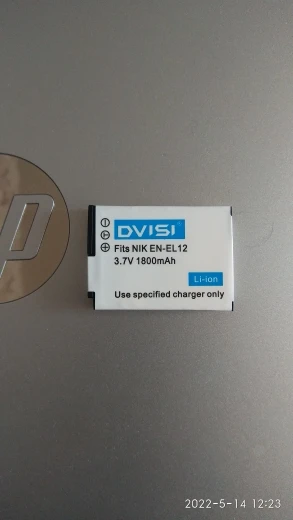 DVISI
Fits NIK EN-EL12
3.7V 1800mAh
Li-ion
Use specified charger only
2022-5-14 12:23